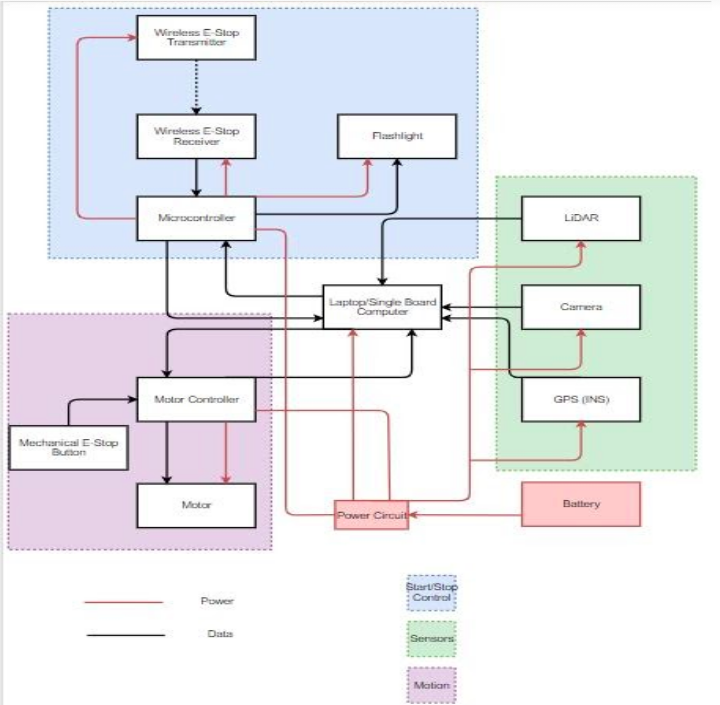 Wireless E-Stop
Transmitter
Wireless E-Stop
Receiver
Flashlight
Microcontroller
LiDAR
Laptop/Single Board
Computer
Camera
Motor Controller
GPS (INS)
Mechanical E-Stop
Button
Motor
Power Circuit
Battery
Power
Data
Start/Stop
Control
Sensors
Motion